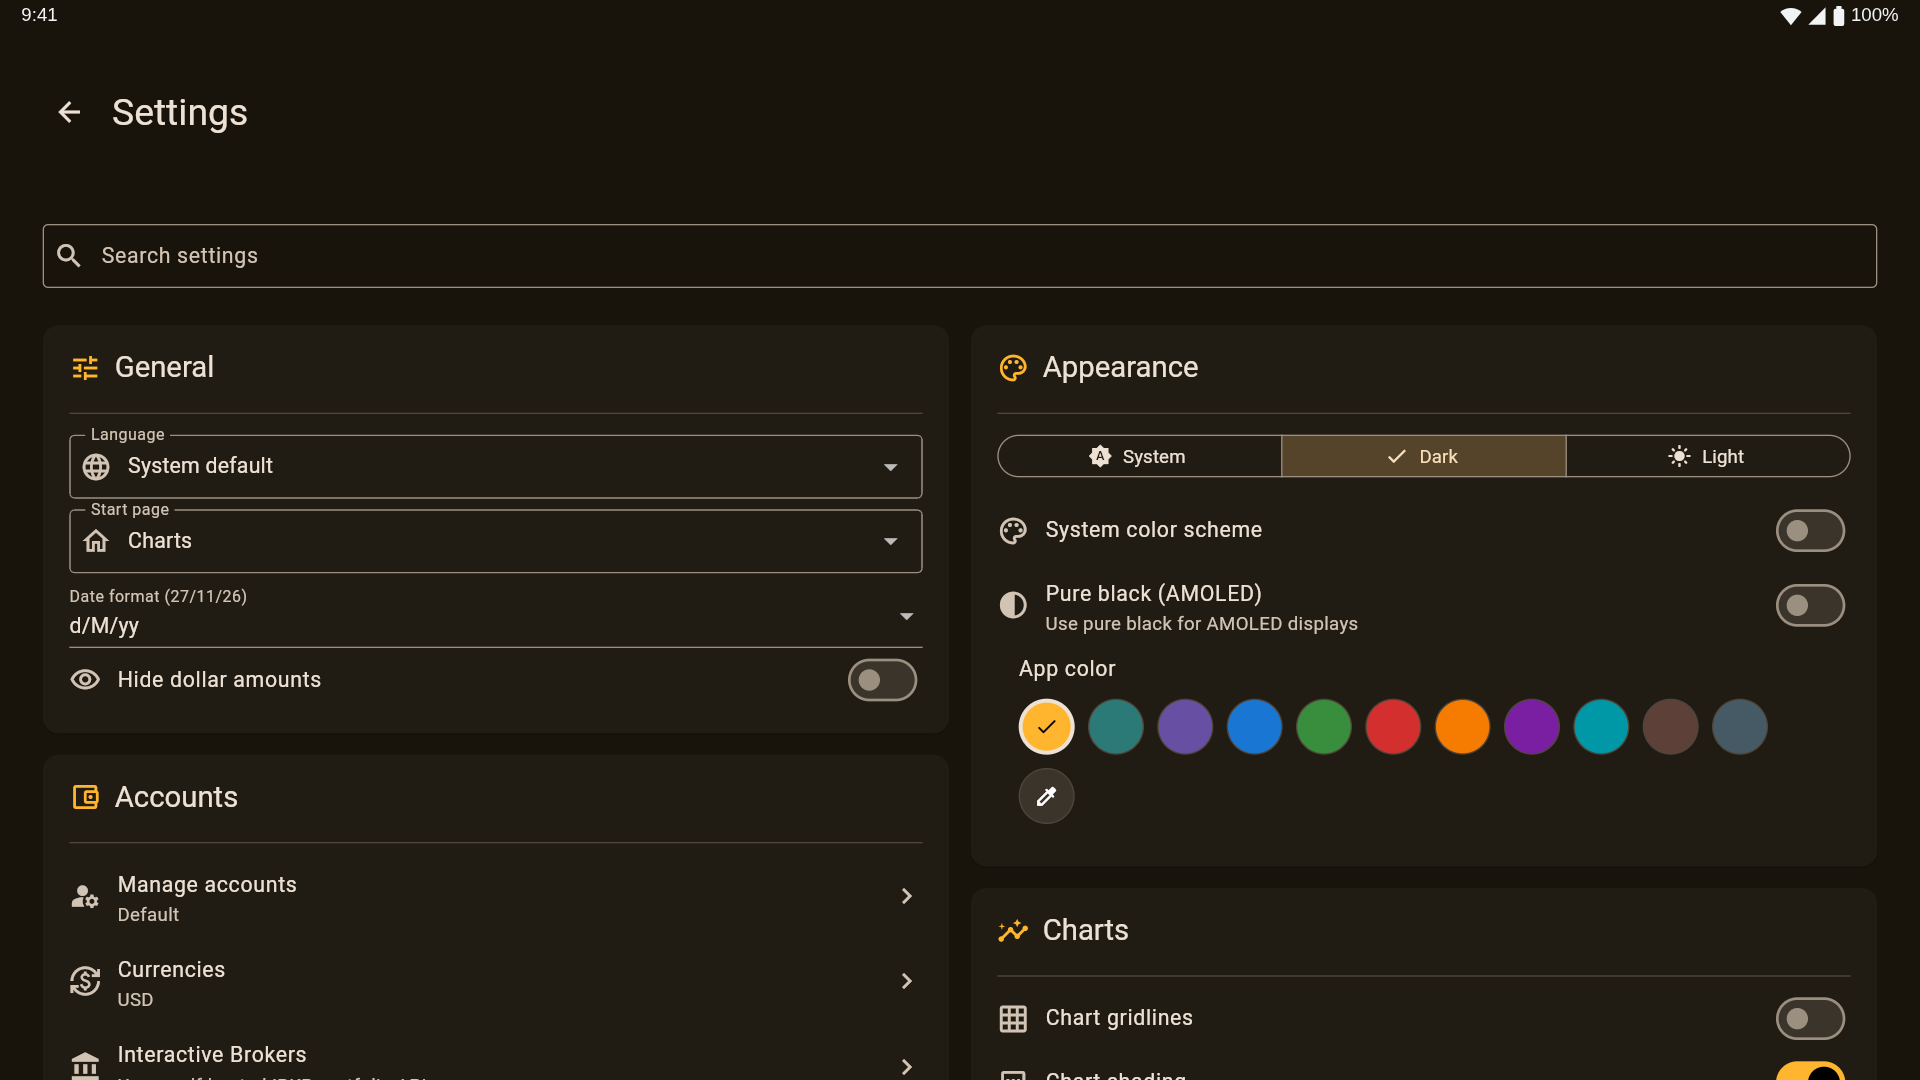 9:41
100%
Settings
Search settings
General
Language
System default
Start page
Charts
Date format (27/11/26)
d/M/yy
Hide dollar amounts
Accounts
Manage accounts
Default
Currencies
USD
Interactive Brokers
Appearance
System
Dark
Light
System color scheme
Pure black (AMOLED)
Use pure black for AMOLED displays
App color
Charts
Chart gridlines
Chart shading